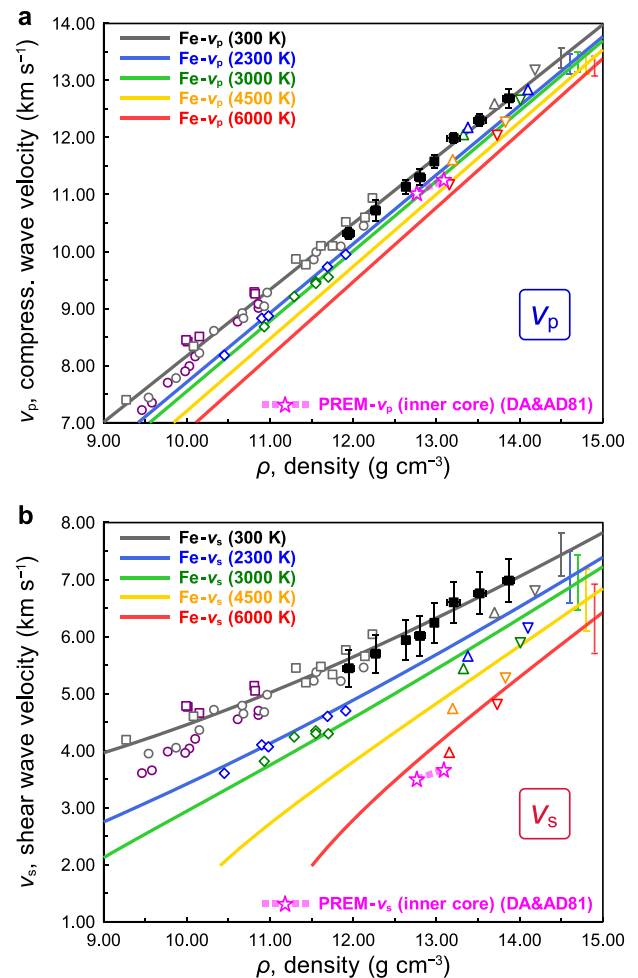 a
14.00
13.00
12.00
11.00
10.00
9.00
8.00
7.00
vₚ, compress. wave velocity (km s⁻¹)
Fe-vₚ (300 K)
Fe-vₚ (2300 K)
Fe-vₚ (3000 K)
Fe-vₚ (4500 K)
Fe-vₚ (6000 K)
vₚ
PREM-vₚ (inner core) (DA&AD81)
9.00 10.00 11.00 12.00 13.00 14.00 15.00
ρ, density (g cm⁻³)
b
8.00
7.00
6.00
5.00
4.00
3.00
2.00
1.00
vₛ, shear wave velocity (km s⁻¹)
Fe-vₛ (300 K)
Fe-vₛ (2300 K)
Fe-vₛ (3000 K)
Fe-vₛ (4500 K)
Fe-vₛ (6000 K)
vₛ
PREM-vₛ (inner core) (DA&AD81)
9.00 10.00 11.00 12.00 13.00 14.00 15.00
ρ, density (g cm⁻³)